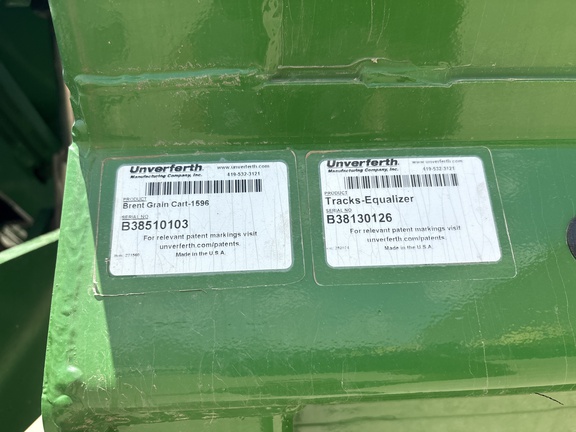 Unverferth www.unverferth.com
Manufacturing Company, Inc. 419-532-3121
PRODUCT
Brent Grain Cart-1596
SERIAL NO
B38510103
For relevant patent markings visit
unverferth.com/patents.
Made in the U.S.A.
Unverferth www.unverferth.com
Manufacturing Company, Inc. 419-532-3121
PRODUCT
Tracks-Equalizer
SERIAL NO
B38130126
For relevant patent markings visit
unverferth.com/patents.
Made in the U.S.A.